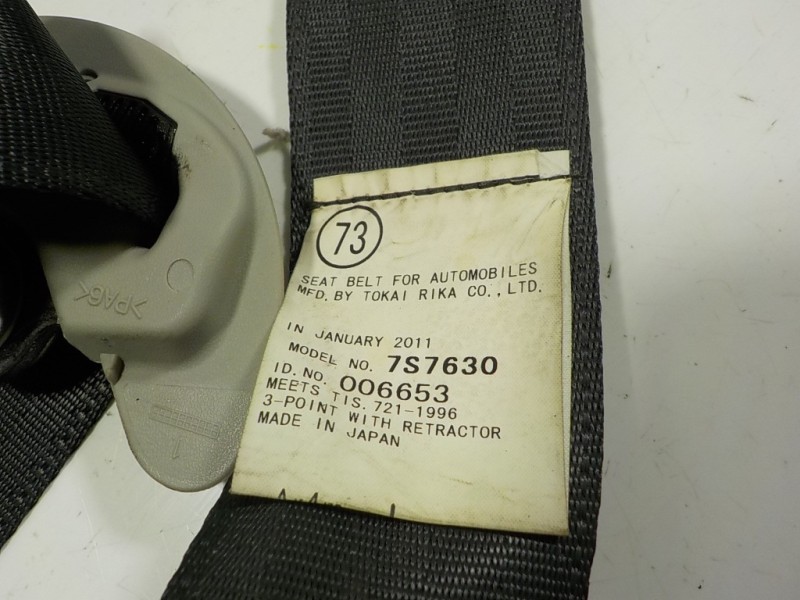 73
SEAT BELT FOR AUTOMOBILES
MFD. BY TOKAI RIKA CO., LTD.
IN JANUARY 2011
MODEL NO. 7S7630
ID. NO. 006653
MEETS TIS. 721-1996
3-POINT WITH RETRACTOR
MADE IN JAPAN
>PA6<